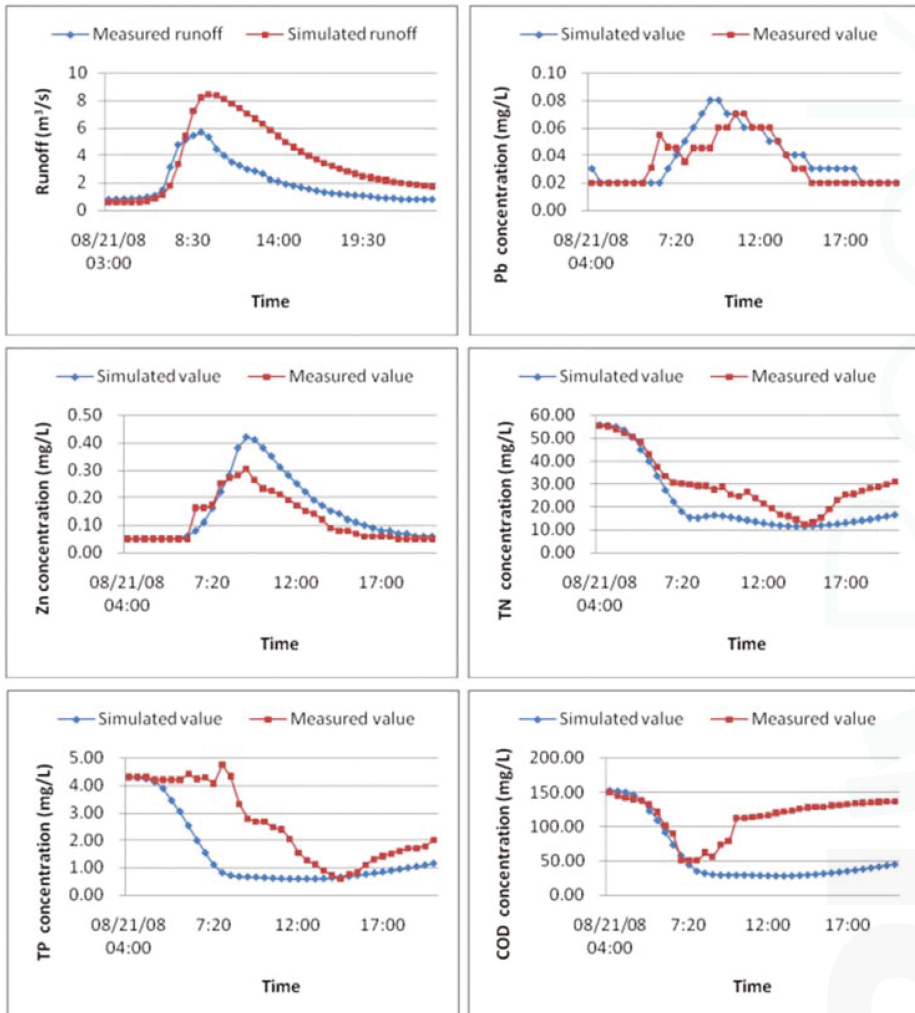 Measured runoff Simulated runoff
Runoff (m³/s)
10
8
6
4
2
0
08/21/08 8:30 14:00 19:30
03:00
Time
Simulated value Measured value
Pb concentration (mg/L)
0.10
0.08
0.06
0.04
0.02
0.00
08/21/08 7:20 12:00 17:00
04:00
Time
Simulated value Measured value
Zn concentration (mg/L)
0.50
0.40
0.30
0.20
0.10
0.00
08/21/08 7:20 12:00 17:00
04:00
Time
Simulated value Measured value
TN concentration (mg/L)
60.00
50.00
40.00
30.00
20.00
10.00
0.00
08/21/08 7:20 12:00 17:00
04:00
Time
Simulated value Measured value
TP concentration (mg/L)
5.00
4.00
3.00
2.00
1.00
0.00
08/21/08 7:20 12:00 17:00
04:00
Time
Simulated value Measured value
COD concentration (mg/L)
200.00
150.00
100.00
50.00
0.00
08/21/08 7:20 12:00 17:00
04:00
Time